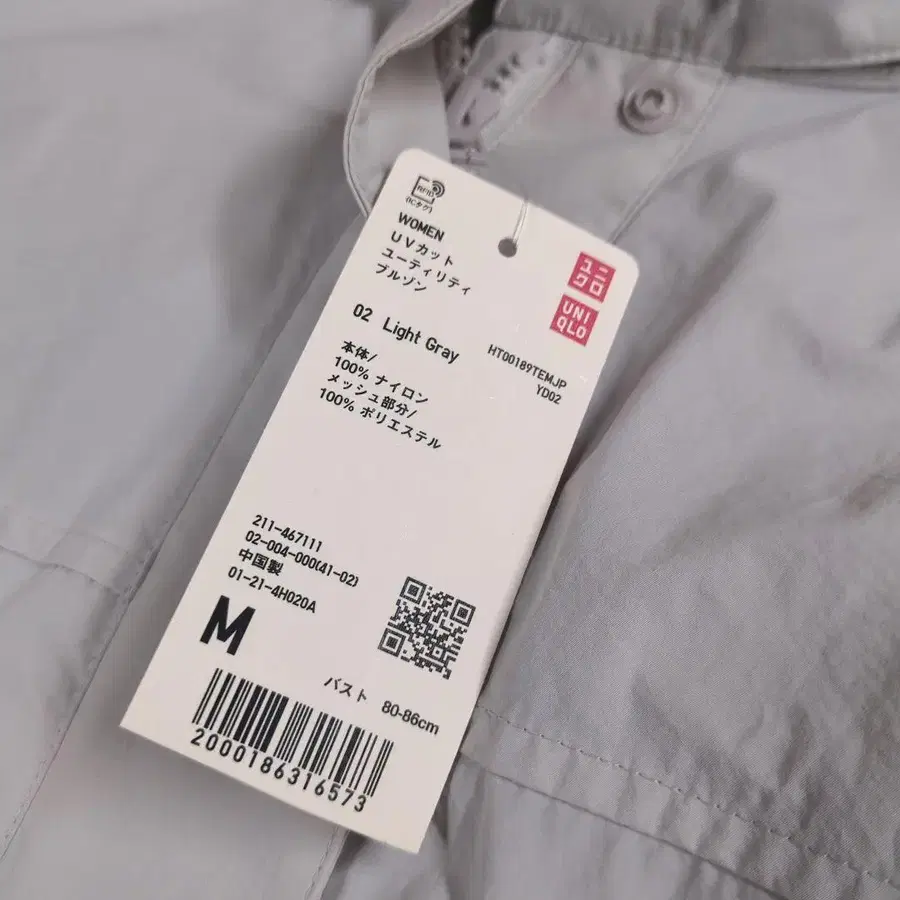 RFID
(ICタグ)
WOMEN
UVカット
ユーティリティ
ブルゾン
ユニ
クロ
UNI
QLO
02 Light Gray
HT00189TEMJP
YD02
本体/
100% ナイロン
メッシュ部分/
100% ポリエステル
211-467111
02-004-000(41-02)
中国製
01-21-4H020A
M
バスト 80-86cm
2000186316573